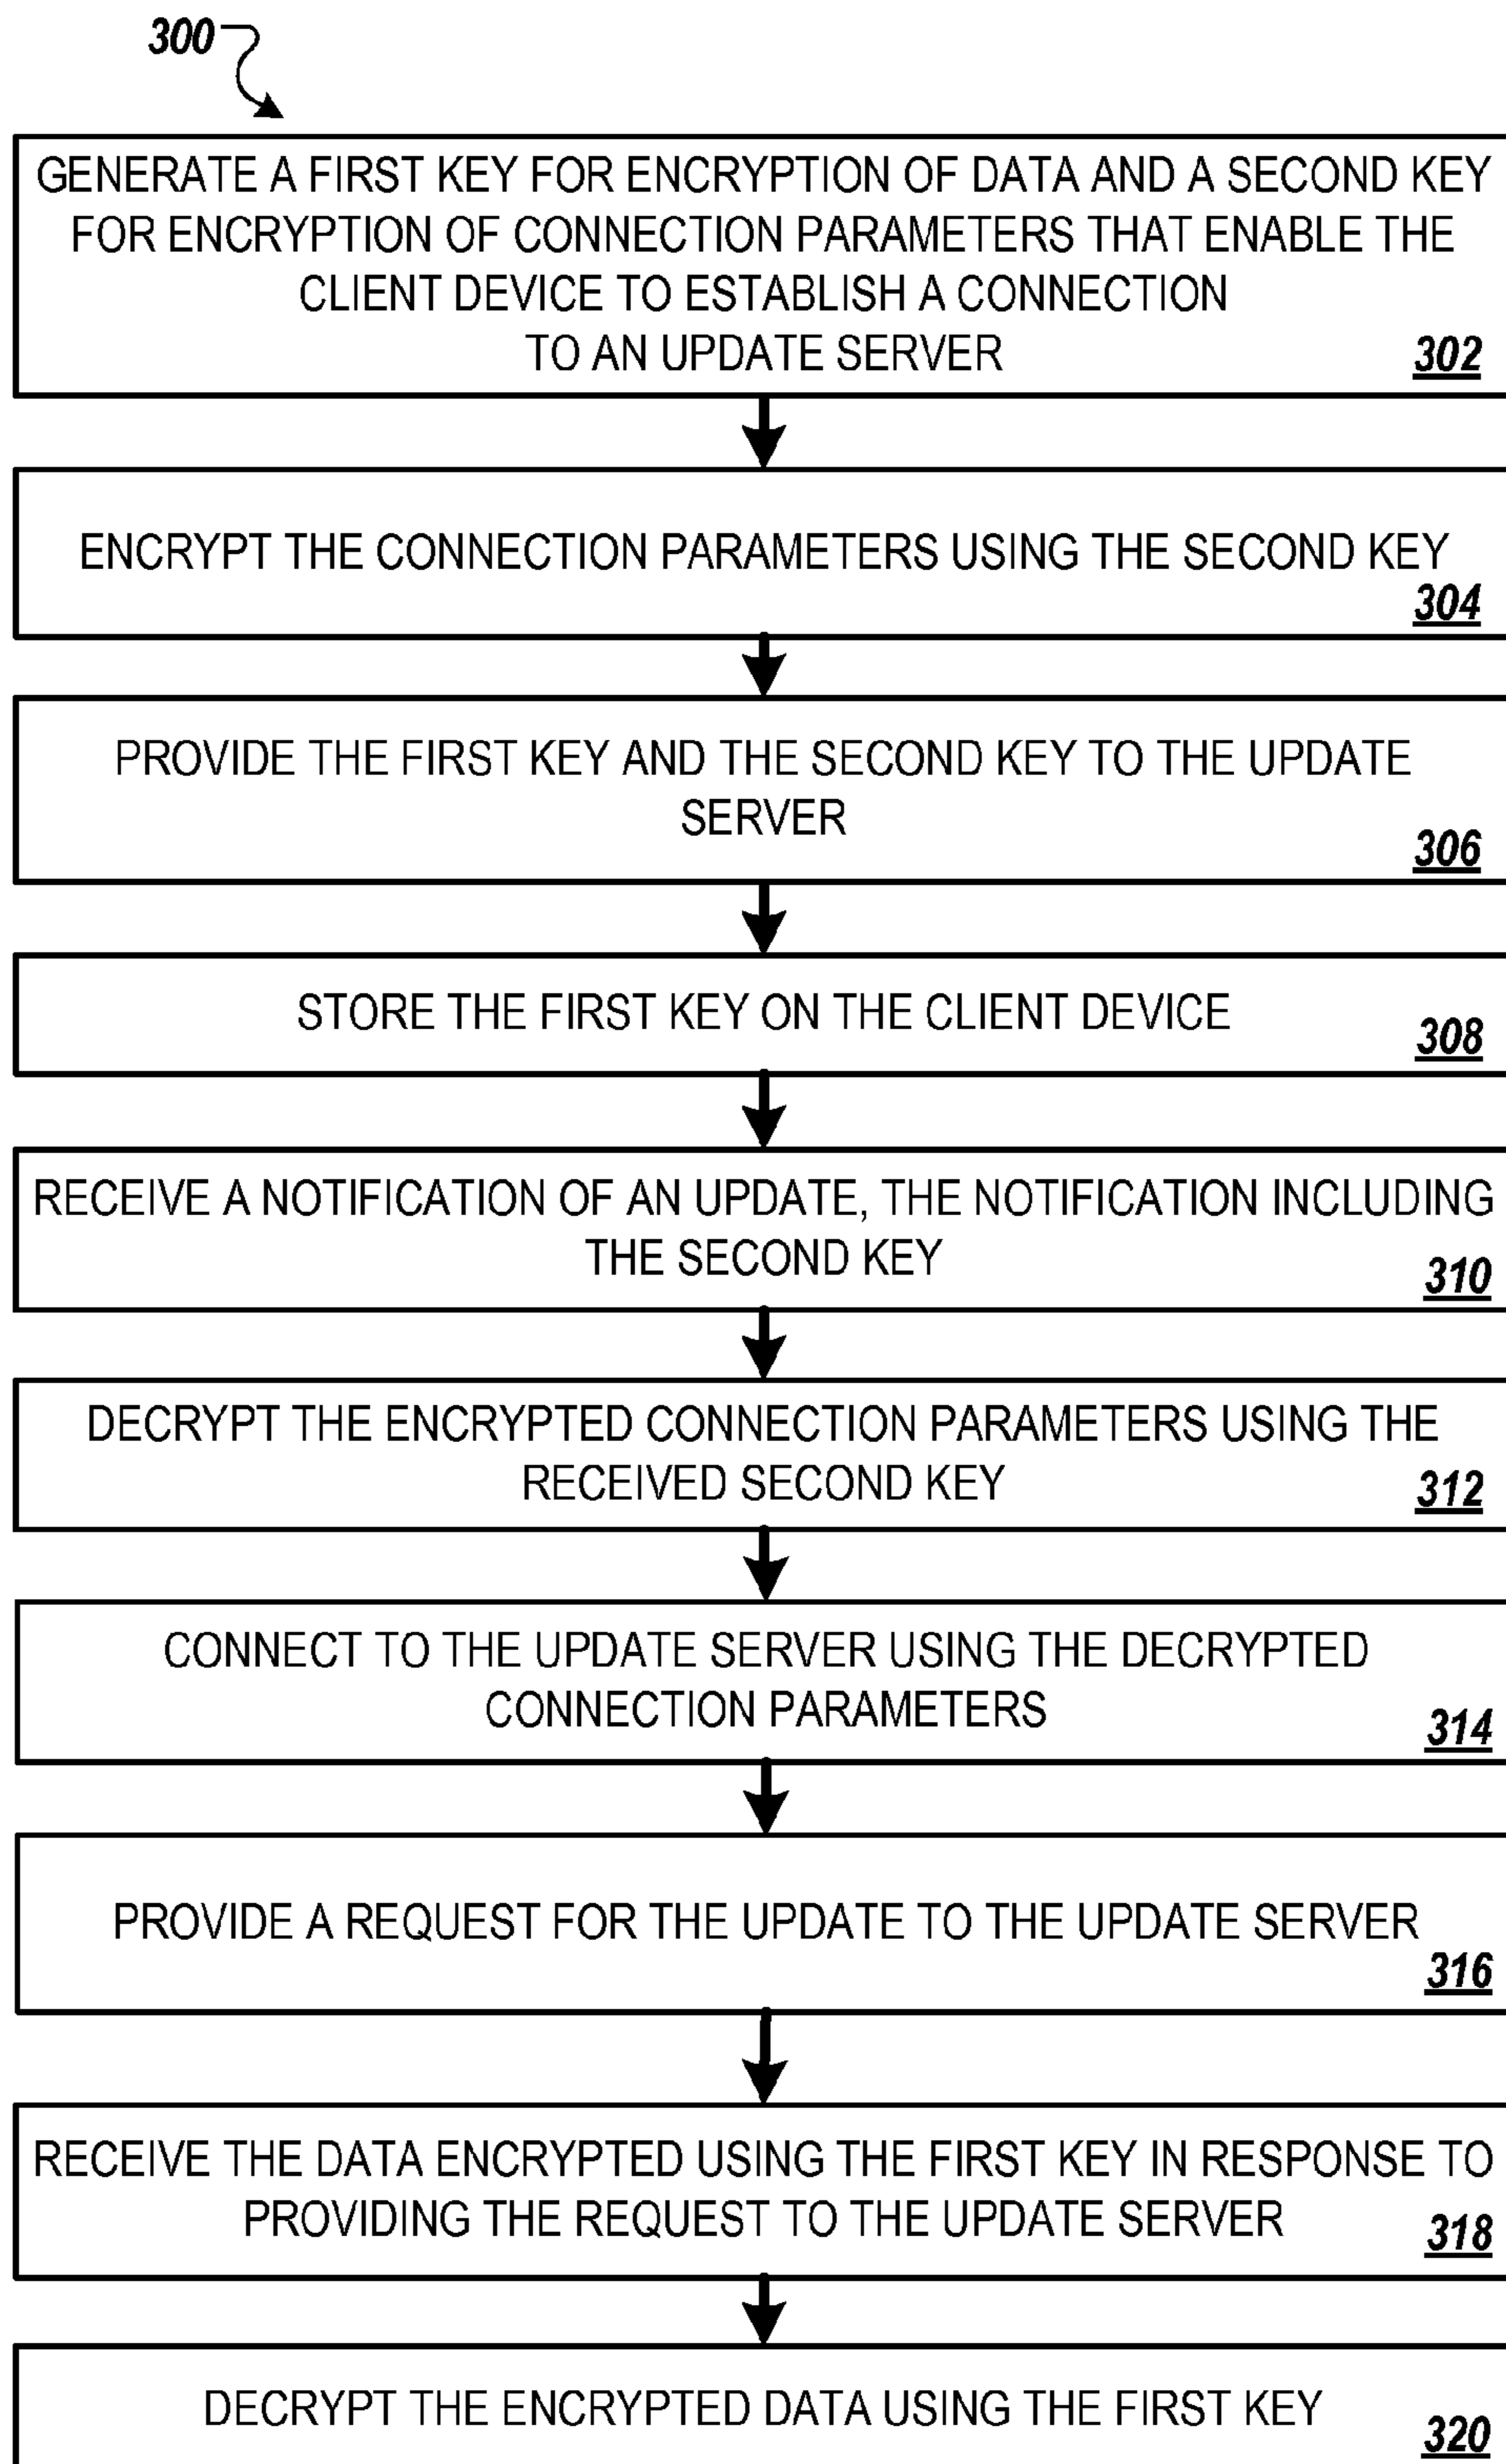 300
GENERATE A FIRST KEY FOR ENCRYPTION OF DATA AND A SECOND KEY
FOR ENCRYPTION OF CONNECTION PARAMETERS THAT ENABLE THE
CLIENT DEVICE TO ESTABLISH A CONNECTION
TO AN UPDATE SERVER
302
ENCRYPT THE CONNECTION PARAMETERS USING THE SECOND KEY
304
PROVIDE THE FIRST KEY AND THE SECOND KEY TO THE UPDATE
SERVER
306
STORE THE FIRST KEY ON THE CLIENT DEVICE
308
RECEIVE A NOTIFICATION OF AN UPDATE, THE NOTIFICATION INCLUDING
THE SECOND KEY
310
DECRYPT THE ENCRYPTED CONNECTION PARAMETERS USING THE
RECEIVED SECOND KEY
312
CONNECT TO THE UPDATE SERVER USING THE DECRYPTED
CONNECTION PARAMETERS
314
PROVIDE A REQUEST FOR THE UPDATE TO THE UPDATE SERVER
316
RECEIVE THE DATA ENCRYPTED USING THE FIRST KEY IN RESPONSE TO
PROVIDING THE REQUEST TO THE UPDATE SERVER
318
DECRYPT THE ENCRYPTED DATA USING THE FIRST KEY
320